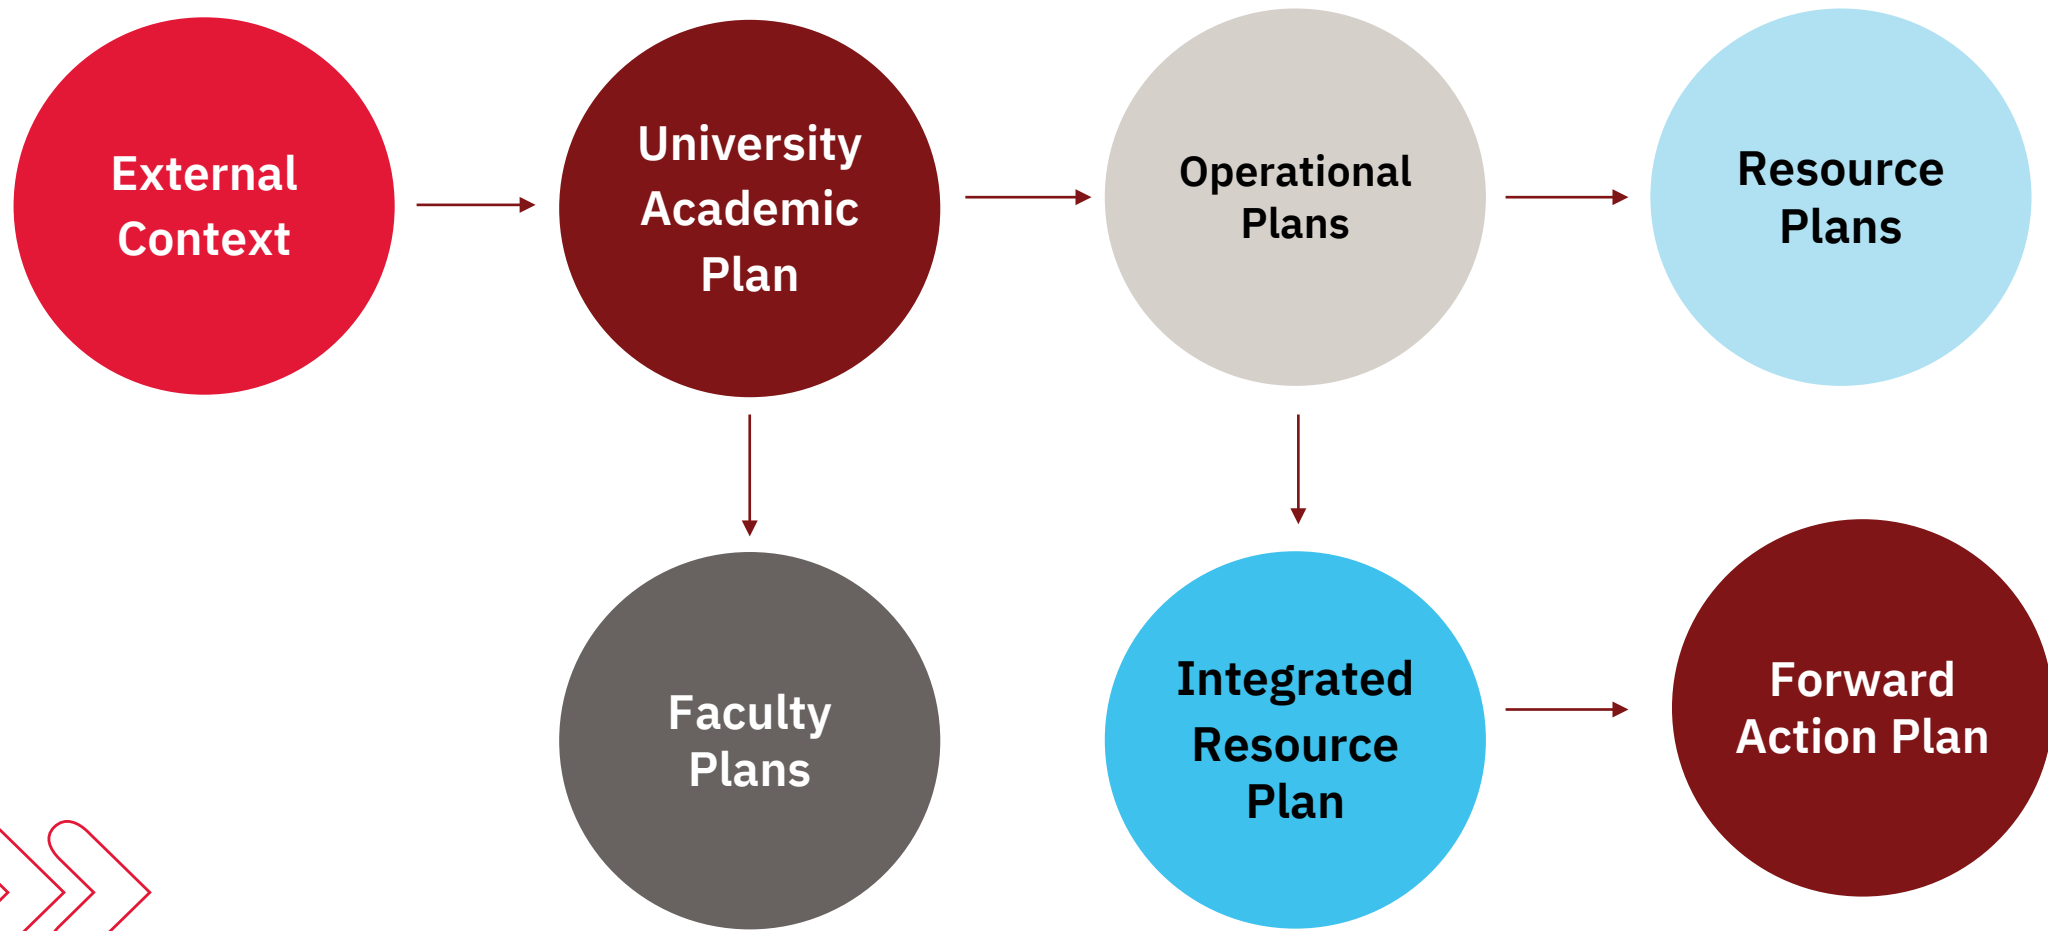 External
Context
University
Academic
Plan
Operational
Plans
Resource
Plans
Faculty
Plans
Integrated
Resource
Plan
Forward
Action Plan